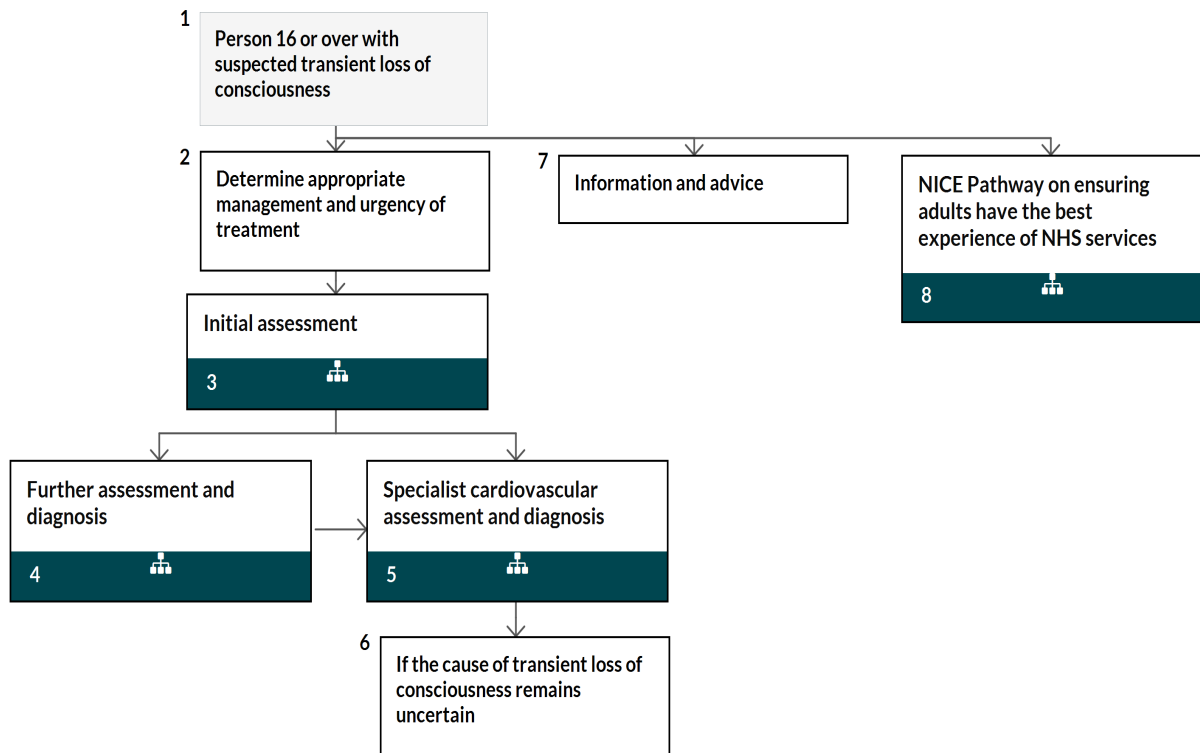 1
Person 16 or over with
suspected transient loss of
consciousness
2
Determine appropriate
management and urgency of
treatment
7
Information and advice
NICE Pathway on ensuring
adults have the best
experience of NHS services
8
Initial assessment
3
Further assessment and
diagnosis
4
Specialist cardiovascular
assessment and diagnosis
5
6
If the cause of transient loss of
consciousness remains
uncertain